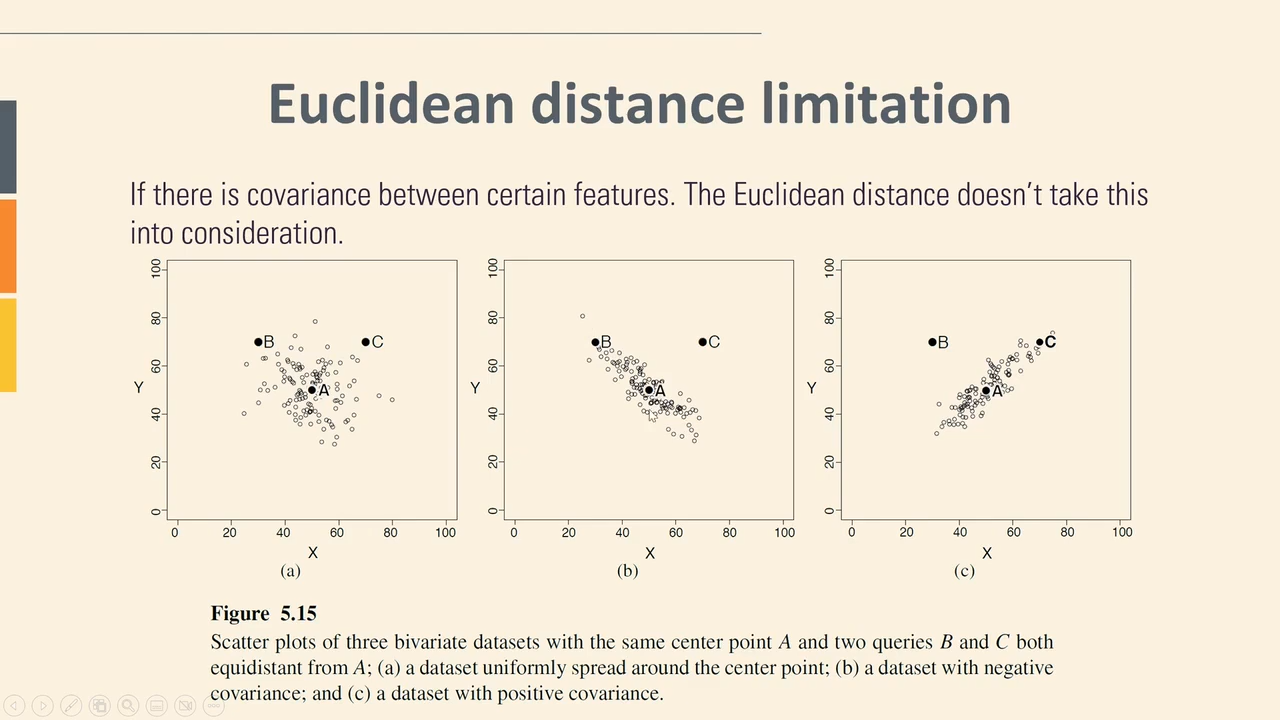 Euclidean distance limitation
If there is covariance between certain features. The Euclidean distance doesn't take this
into consideration.
100
80
60
40
20
0
Y
B
C
A
0 20 40 60 80 100
X
(a)
100
80
60
40
20
0
Y
B
C
A
0 20 40 60 80 100
X
(b)
100
80
60
40
20
0
Y
B
C
A
0 20 40 60 80 100
X
(c)
Figure 5.15
Scatter plots of three bivariate datasets with the same center point A and two queries B and C both
equidistant from A; (a) a dataset uniformly spread around the center point; (b) a dataset with negative
covariance; and (c) a dataset with positive covariance.